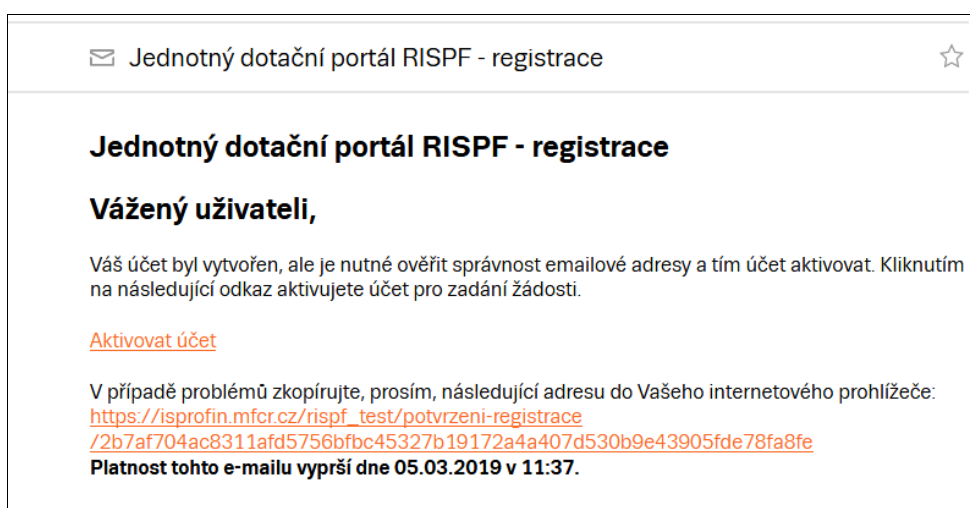 Jednotný dotační portál RISPF - registrace
Jednotný dotační portál RISPF - registrace
Vážený uživateli,
Váš účet byl vytvořen, ale je nutné ověřit správnost emailové adresy a tím účet aktivovat. Kliknutím
na následující odkaz aktivujete účet pro zadání žádosti.
Aktivovat účet
V případě problémů zkopírujte, prosím, následující adresu do Vašeho internetového prohlížeče:
https://isprofin.mfcr.cz/rispf_test/potvrzeni-registrace
/2b7af704ac8311afd5756bfbc45327b19172a4a407d530b9e43905fde78fa8fe
Platnost tohto e-mailu vyprší dne 05.03.2019 v 11:37.